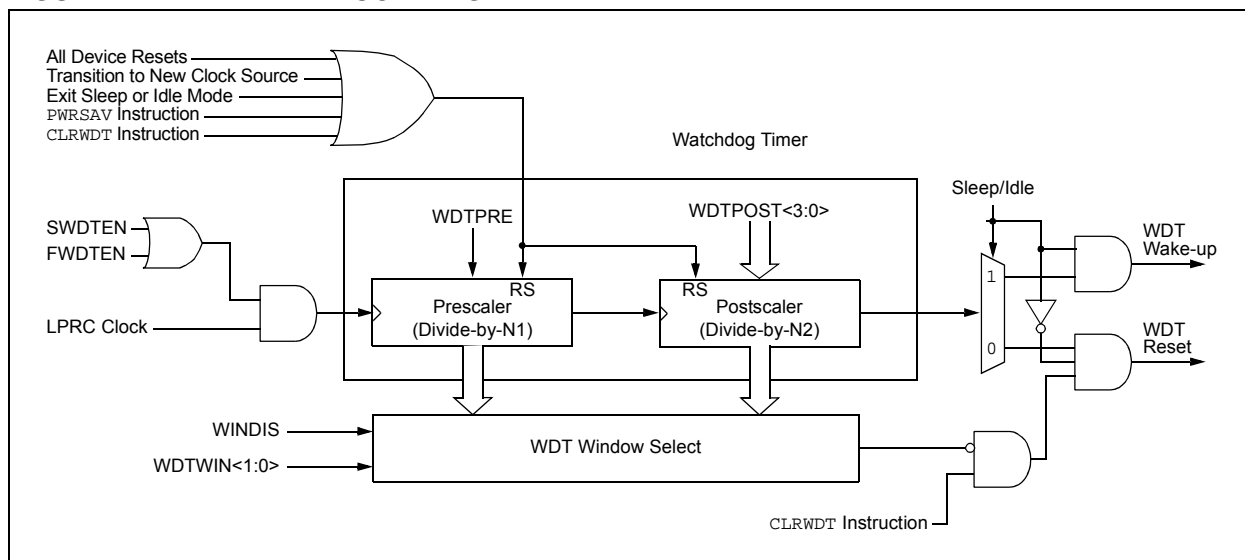 All Device Resets
Transition to New Clock Source
Exit Sleep or Idle Mode
PWRSAV Instruction
CLRWDT Instruction
Watchdog Timer
Sleep/Idle
SWDTEN
FWDTEN
LPRC Clock
WDTPRE
WDTPOST<3:0>
RS
Prescaler
(Divide-by-N1)
RS
Postscaler
(Divide-by-N2)
1
0
WDT
Wake-up
WDT
Reset
WINDIS
WDTWIN<1:0>
WDT Window Select
CLRWDT Instruction